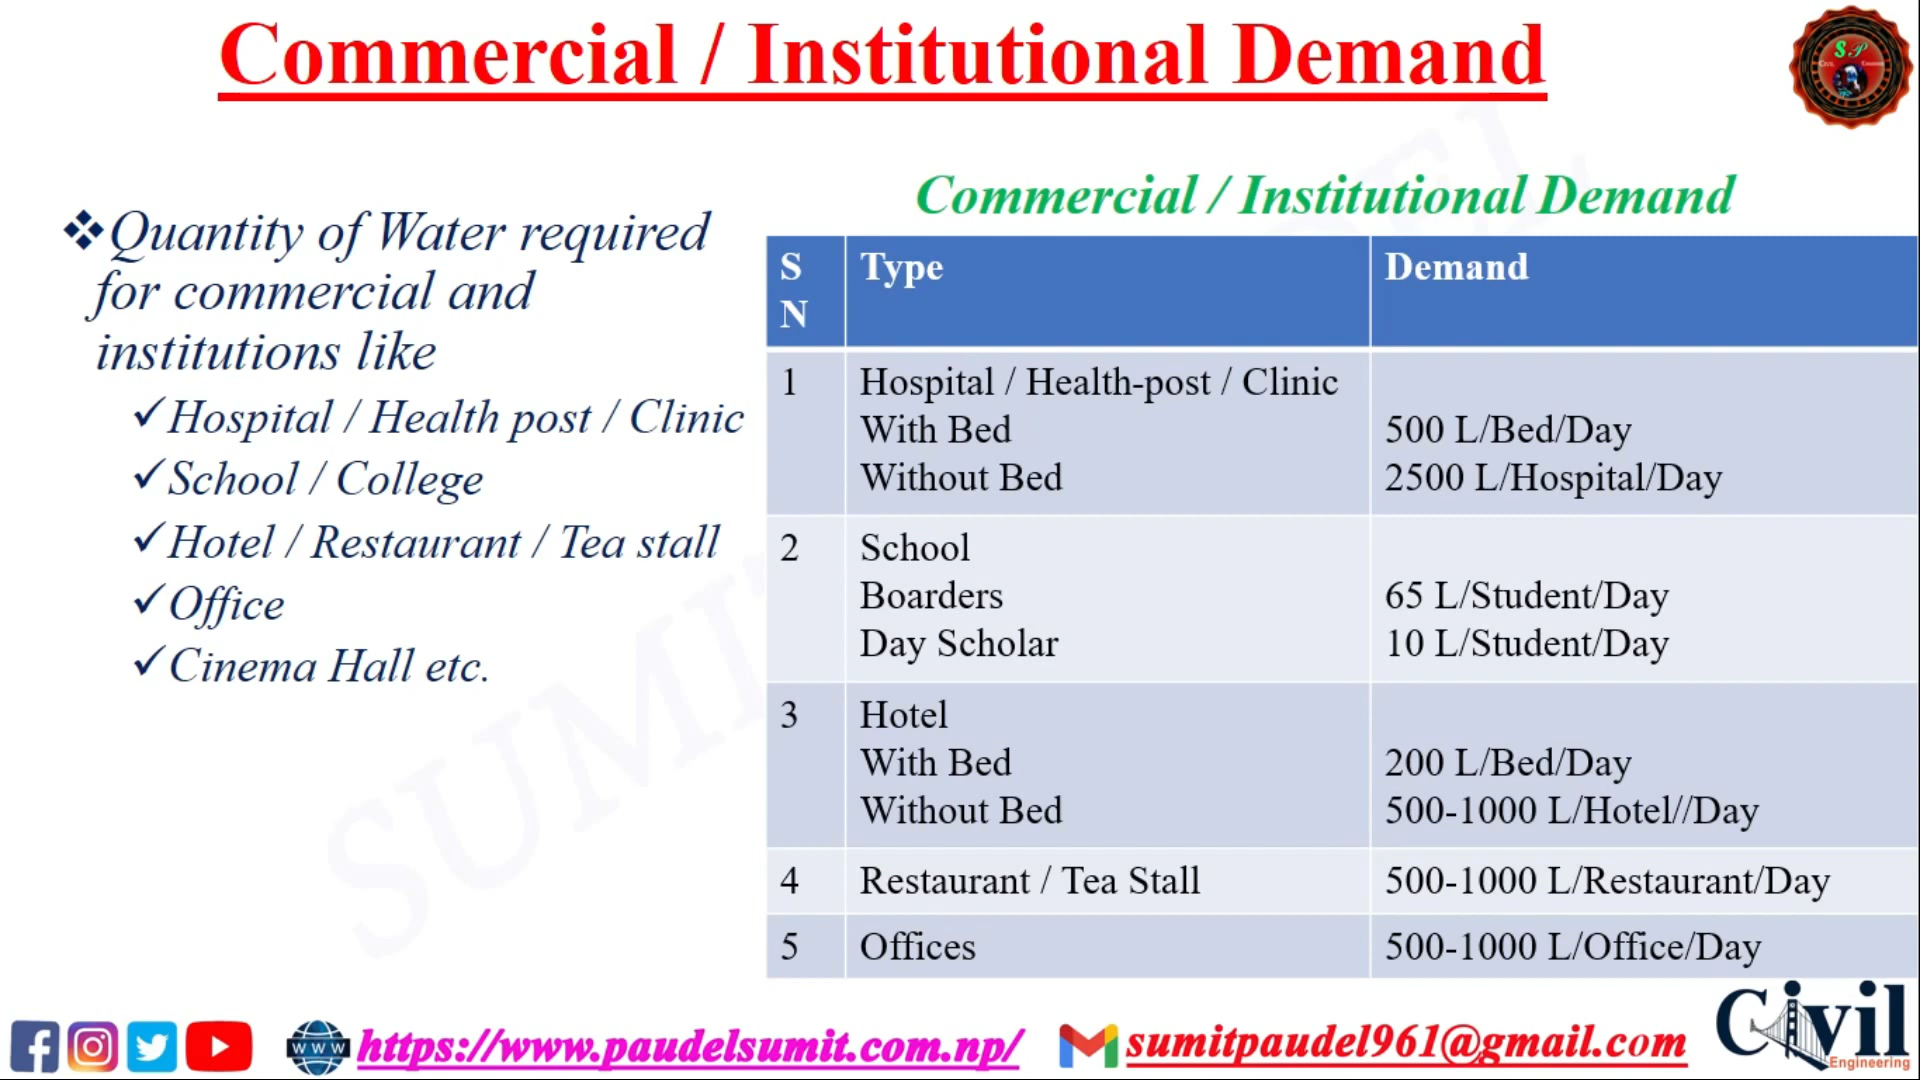 Commercial / Institutional Demand
Quantity of Water required
for commercial and
institutions like
Hospital / Health post / Clinic
School / College
Hotel / Restaurant / Tea stall
Office
Cinema Hall etc.
Commercial / Institutional Demand
S
N
Type
Demand
1
Hospital / Health-post / Clinic
With Bed
500 L/Bed/Day
Without Bed
2500 L/Hospital/Day
2
School
Boarders
65 L/Student/Day
Day Scholar
10 L/Student/Day
3
Hotel
With Bed
200 L/Bed/Day
Without Bed
500-1000 L/Hotel//Day
4
Restaurant / Tea Stall
500-1000 L/Restaurant/Day
5
Offices
500-1000 L/Office/Day
WWW
https://www.paudelsumit.com.np/
sumitpaudel961@gmail.com
Civil
Engineering